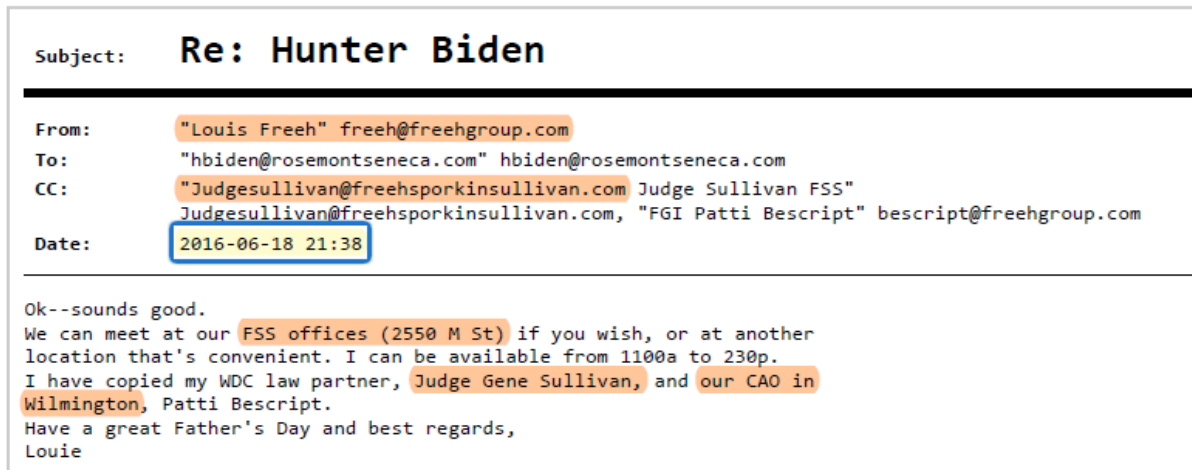 Subject: Re: Hunter Biden
From: "Louis Freeh" freeh@freehgroup.com
To: "hbiden@rosemontseneca.com" hbiden@rosemontseneca.com
CC: "Judgesullivan@freehsporkinsullivan.com Judge Sullivan FSS"
Judgesullivan@freehsporkinsullivan.com, "FGI Patti Bescript" bescript@freehgroup.com
Date: 2016-06-18 21:38
Ok--sounds good.
We can meet at our FSS offices (2550 M St) if you wish, or at another
location that's convenient. I can be available from 1100a to 230p.
I have copied my WDC law partner, Judge Gene Sullivan, and our CAO in
Wilmington, Patti Bescript.
Have a great Father's Day and best regards,
Louie